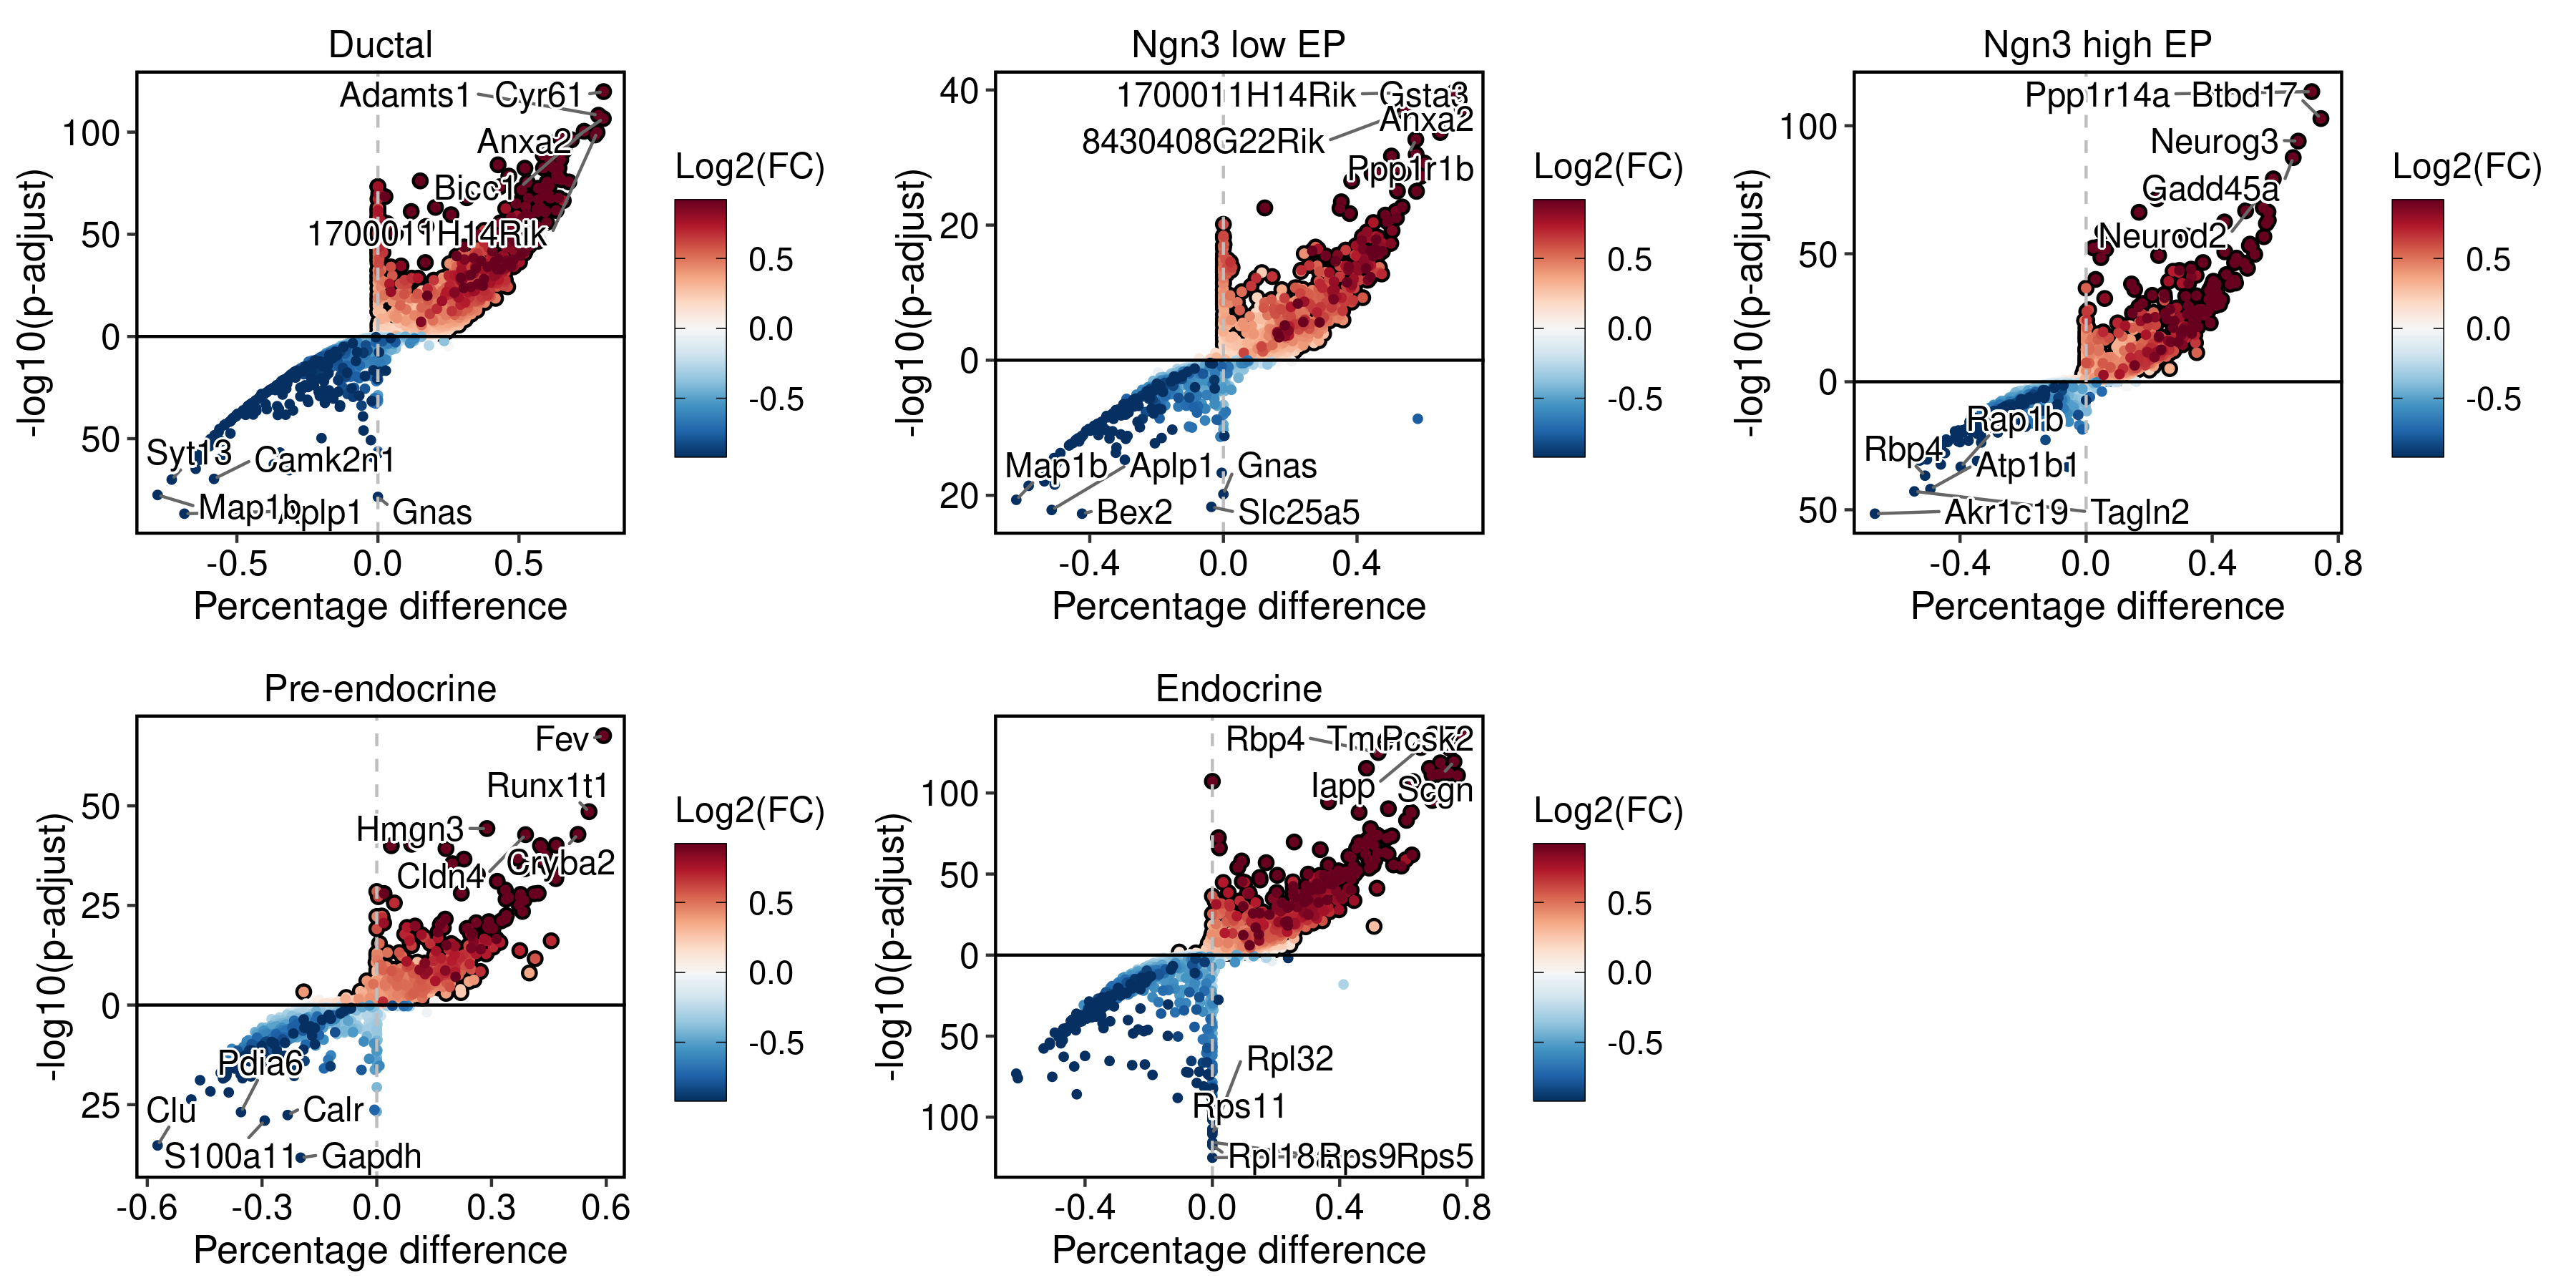 Ductal
-log10(p-adjust)
100
50
0
50
Adamts1
Cyr61
Anxa2
Bicc1
1700011H14Rik
Syt13
Camk2n1
Map1b
Aplp1
Gnas
-0.5
0.0
0.5
Percentage difference
Log2(FC)
0.5
0.0
-0.5
Ngn3 low EP
-log10(p-adjust)
40
20
0
20
1700011H14Rik
Gsta3
Anxa2
8430408G22Rik
Ppp1r1b
Map1b
Aplp1
Gnas
Bex2
Slc25a5
-0.4
0.0
0.4
Percentage difference
Log2(FC)
0.5
0.0
-0.5
Ngn3 high EP
-log10(p-adjust)
100
50
0
50
Ppp1r14a
Btbd17
Neurog3
Gadd45a
Neurod2
Rap1b
Rbp4
Atp1b1
Akr1c19
Tagln2
-0.4
0.0
0.4
0.8
Percentage difference
Log2(FC)
0.5
0.0
-0.5
Pre-endocrine
-log10(p-adjust)
50
25
0
25
Fev
Runx1t1
Hmgn3
Cryba2
Cldn4
Pdia6
Clu
Calr
S100a11
Gapdh
-0.6
-0.3
0.0
0.3
0.6
Percentage difference
Log2(FC)
0.5
0.0
-0.5
Endocrine
-log10(p-adjust)
100
50
0
50
100
Rbp4
Pcsk2
Iapp
Scgn
Rpl32
Rps11
Rps9
Rps5
-0.4
0.0
0.4
0.8
Percentage difference
Log2(FC)
0.5
0.0
-0.5